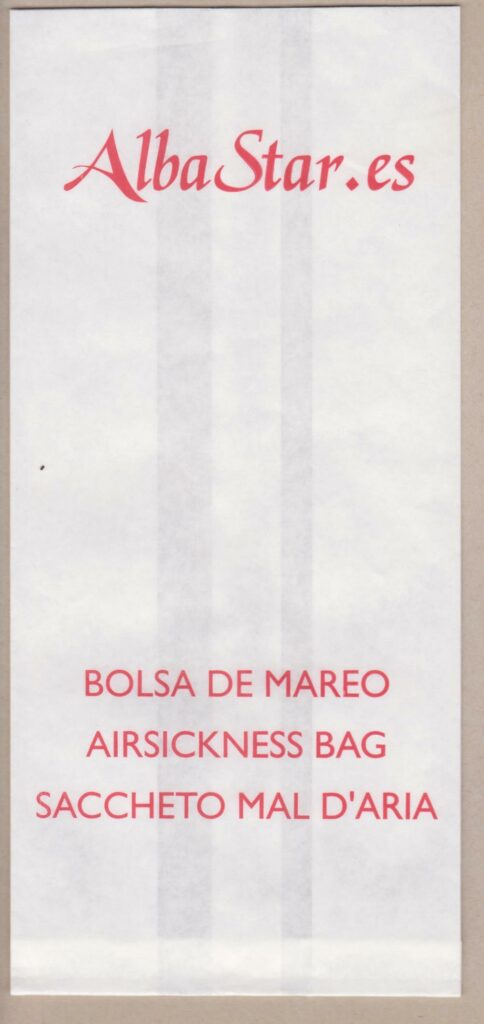 AlbaStar.es
BOLSA DE MAREO
AIRSICKNESS BAG
SACCHETO MAL D'ARIA